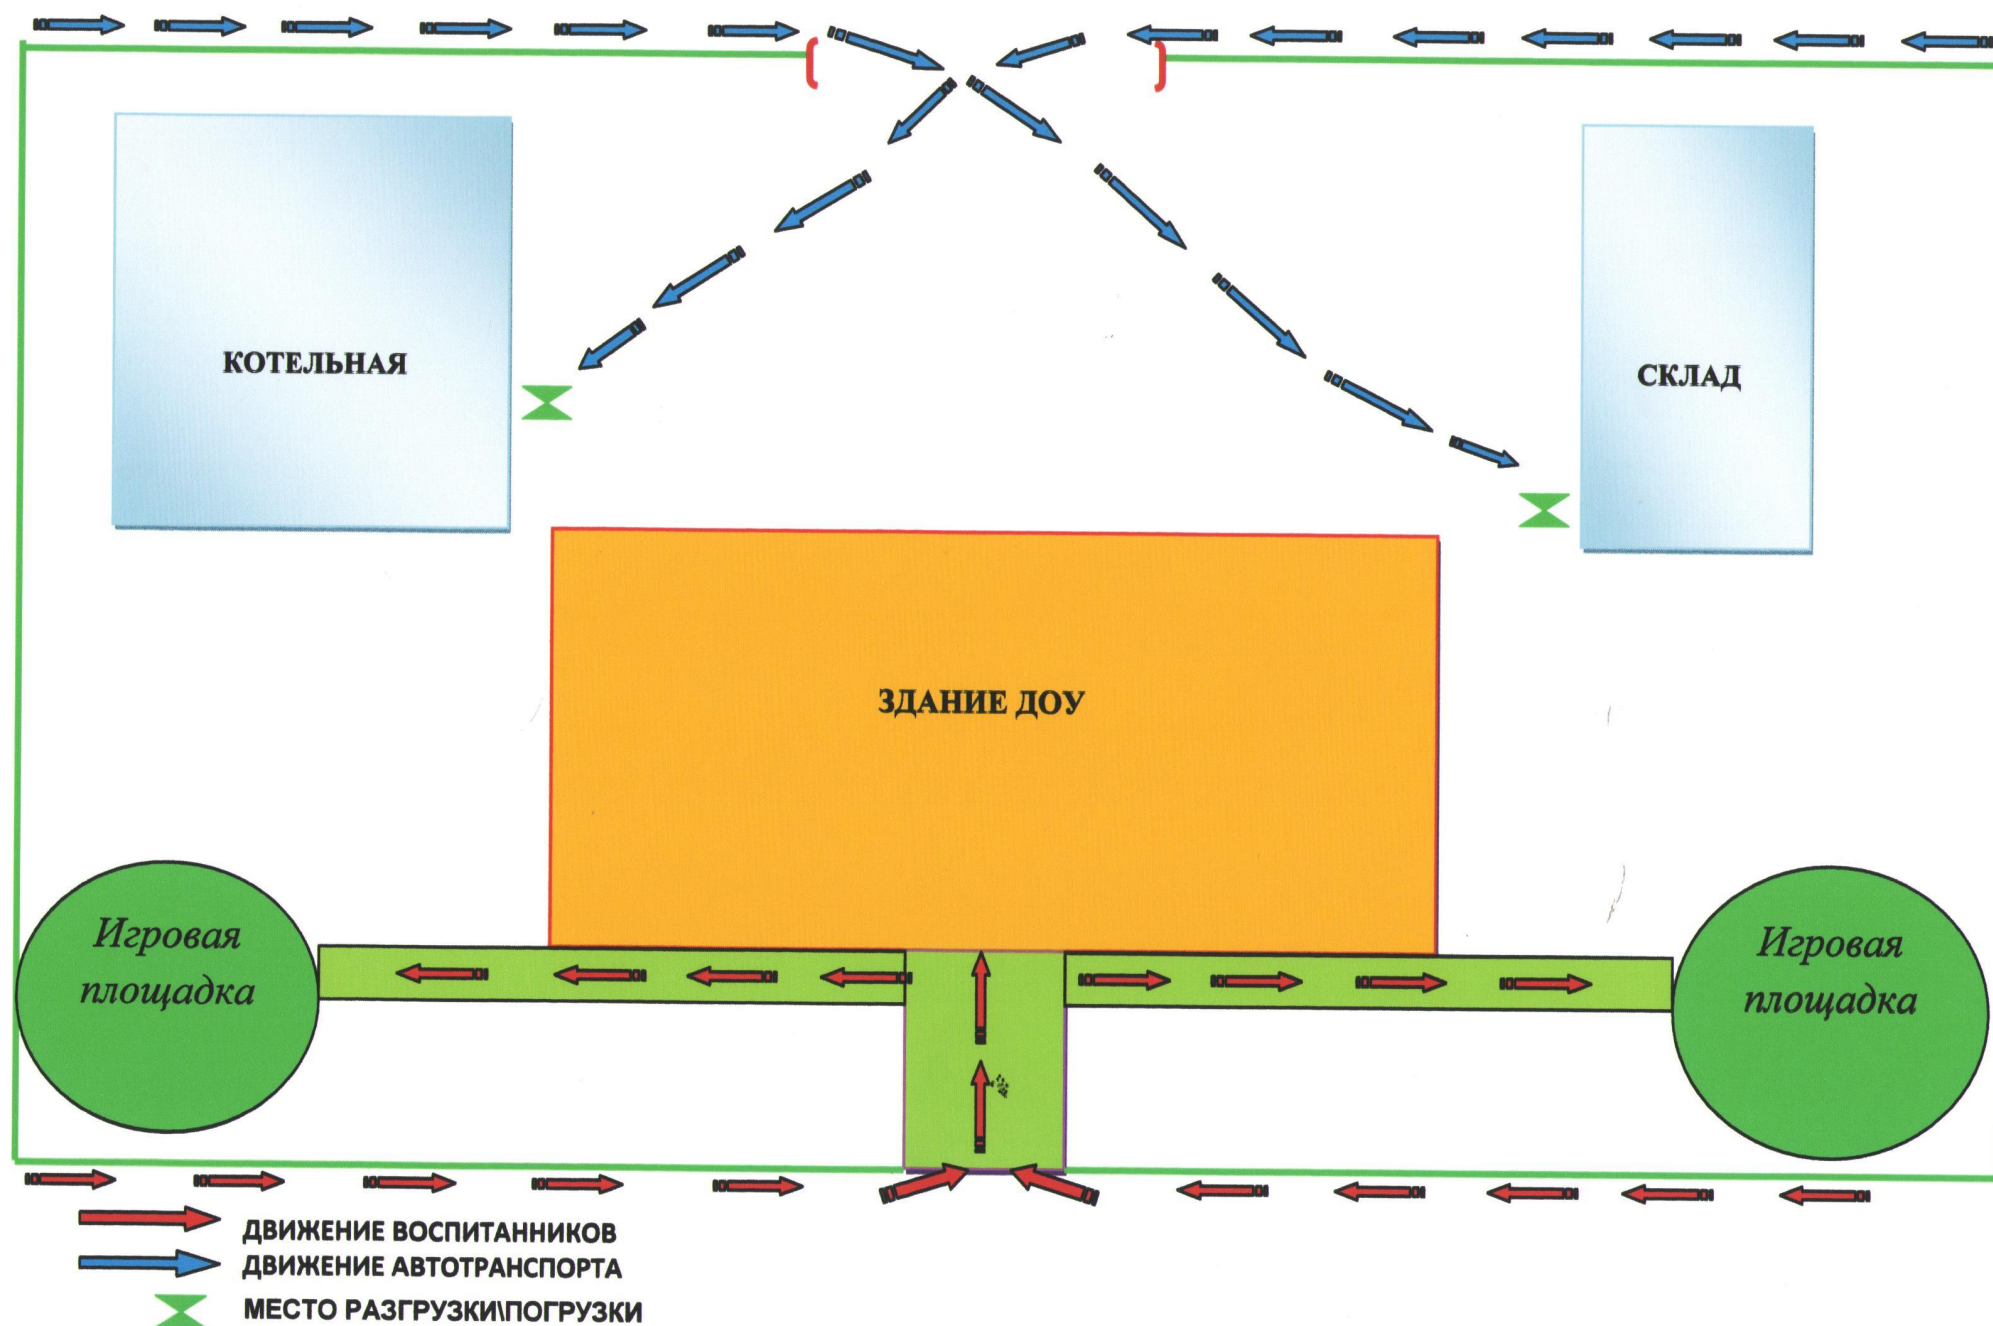 КОТЕЛЬНАЯ
СКЛАД
ЗДАНИЕ ДОУ
Игровая
площадка
Игровая
площадка
ДВИЖЕНИЕ ВОСПИТАННИКОВ
ДВИЖЕНИЕ АВТОТРАНСПОРТА
МЕСТО РАЗГРУЗКИ\ПОГРУЗКИ